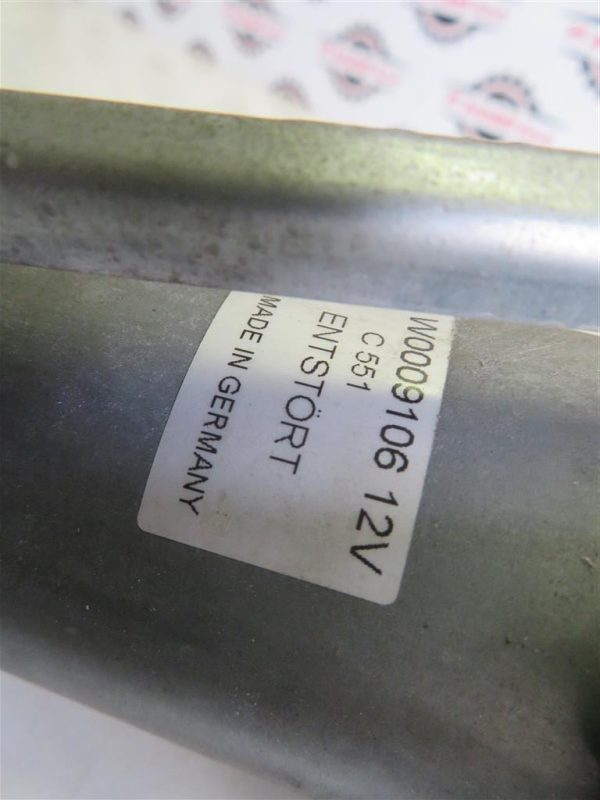 W0009106 12V
C 551
ENTSTÖRT
MADE IN GERMANY